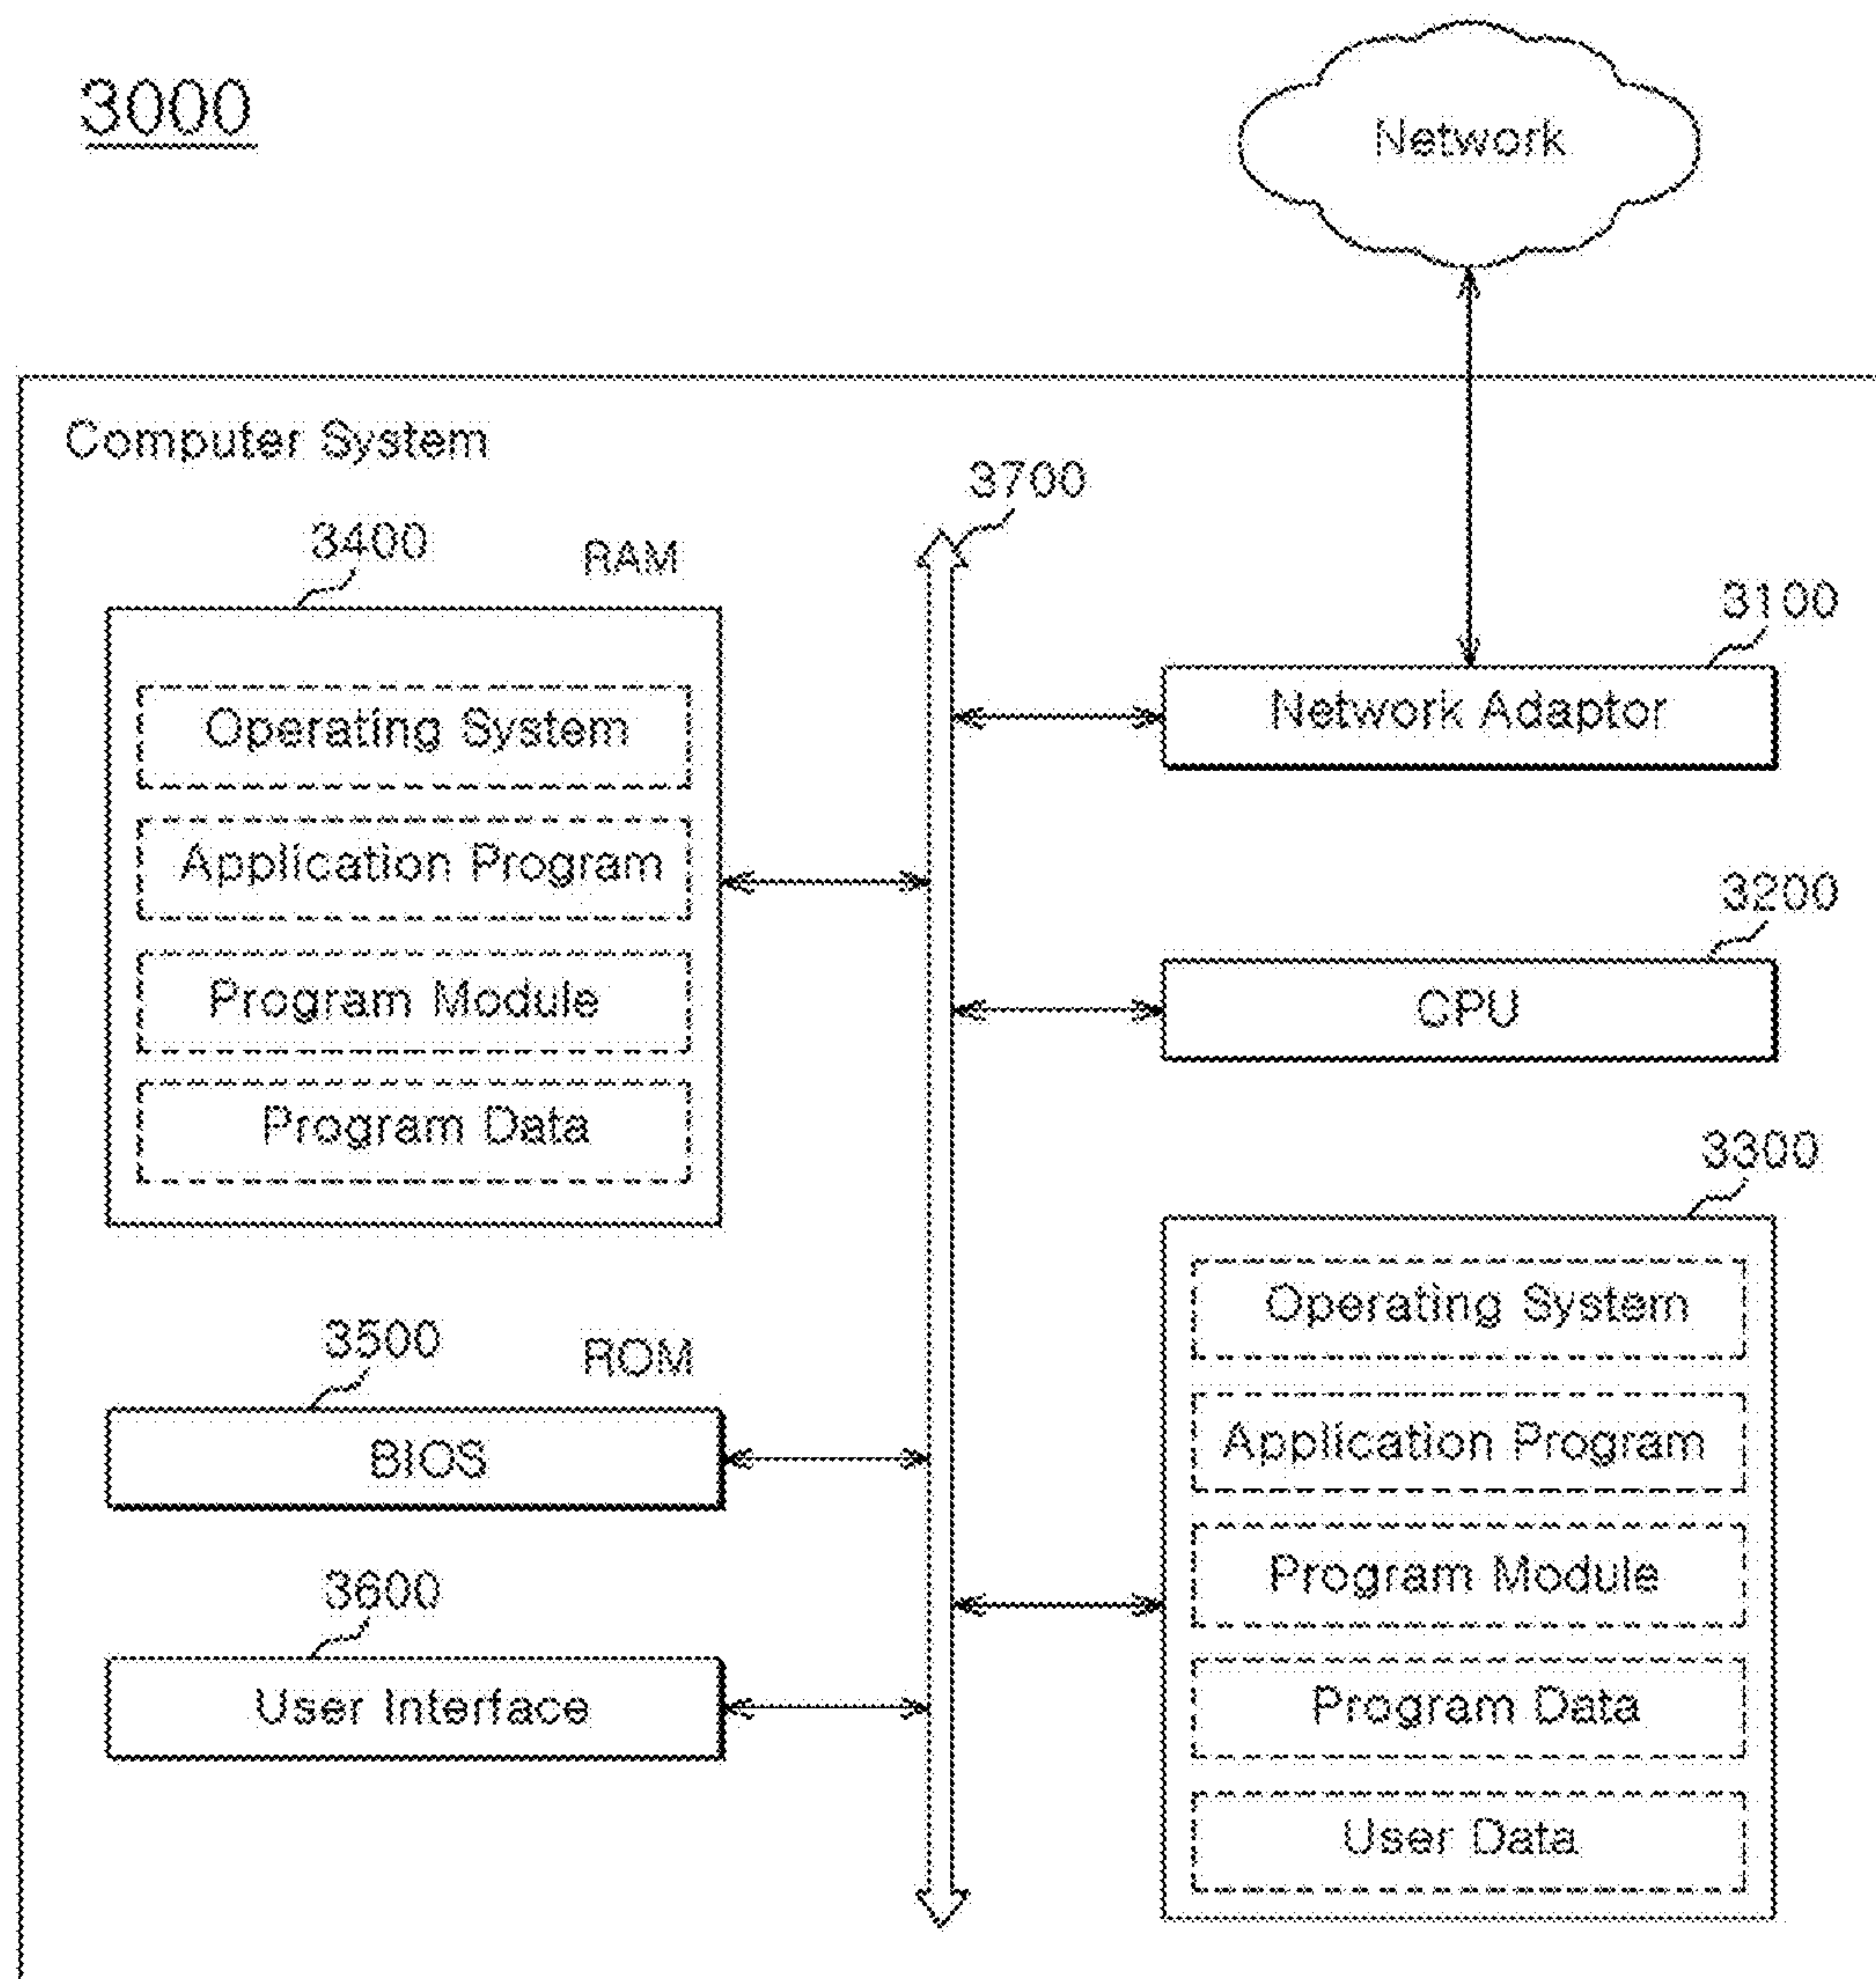 3000
Network
Computer System
3700
3400
RAM
3100
Operating System
Network Adaptor
Application Program
3200
Program Module
CPU
Program Data
3300
Operating System
3500
ROM
Application Program
BIOS
Program Module
3600
User Interface
Program Data
User Data